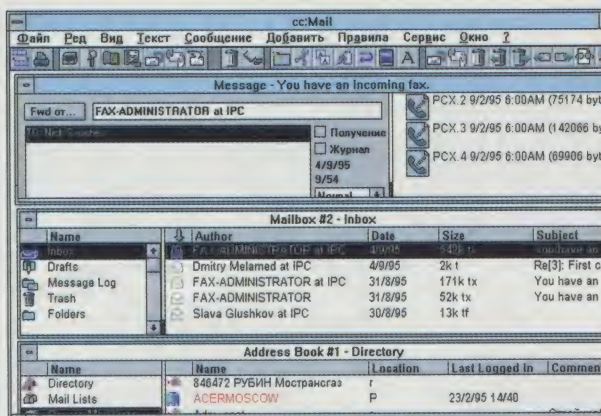 cc:Mail
Файл Ред Вид Текст Сообщение Добавить Правила Сервис Окно ?
A
Message - You have an incoming fax.
Fwd от... FAX-ADMINISTRATOR at IPC
Получение
Журнал
4/9/95
9/54
Normal
PCX.2 9/2/95 6:00AM (75174 byt
PCX.3 9/2/95 6:00AM (142066 by
PCX.4 9/2/95 6:00AM (69906 byt
Mailbox #2 - Inbox
Name Author Date Size Subject
Inbox FAX-ADMINISTRATOR at IPC 4/9/95
Drafts Dmitry Melamed at IPC 4/9/95 2k t Re[3]: First c
Message Log FAX-ADMINISTRATOR at IPC 31/8/95 171k tx You have an
Trash FAX-ADMINISTRATOR 31/8/95 52k tx You have an
Folders Slava Glushkov at IPC 30/8/95 13k tf
Address Book #1 - Directory
Name Name Location Last Logged In Commen
Directory 846472 РУБИН Мострансгаз r
Mail Lists ACERMOSCOW P 23/2/95 14/40